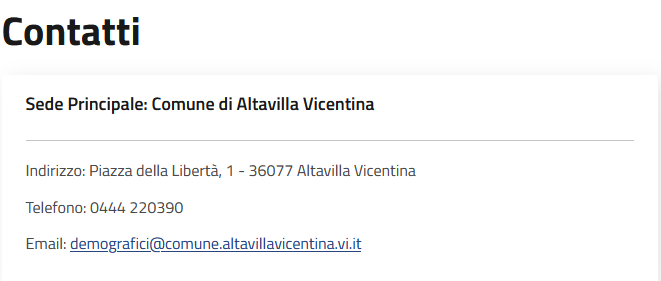 Contatti
Sede Principale: Comune di Altavilla Vicentina
Indirizzo: Piazza della Libertà, 1 - 36077 Altavilla Vicentina
Telefono: 0444 220390
Email: demografici@comune.altavillavicentina.vi.it